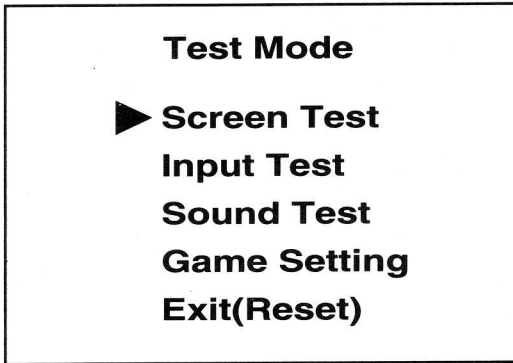 Test Mode
Screen Test
Input Test
Sound Test
Game Setting
Exit(Reset)